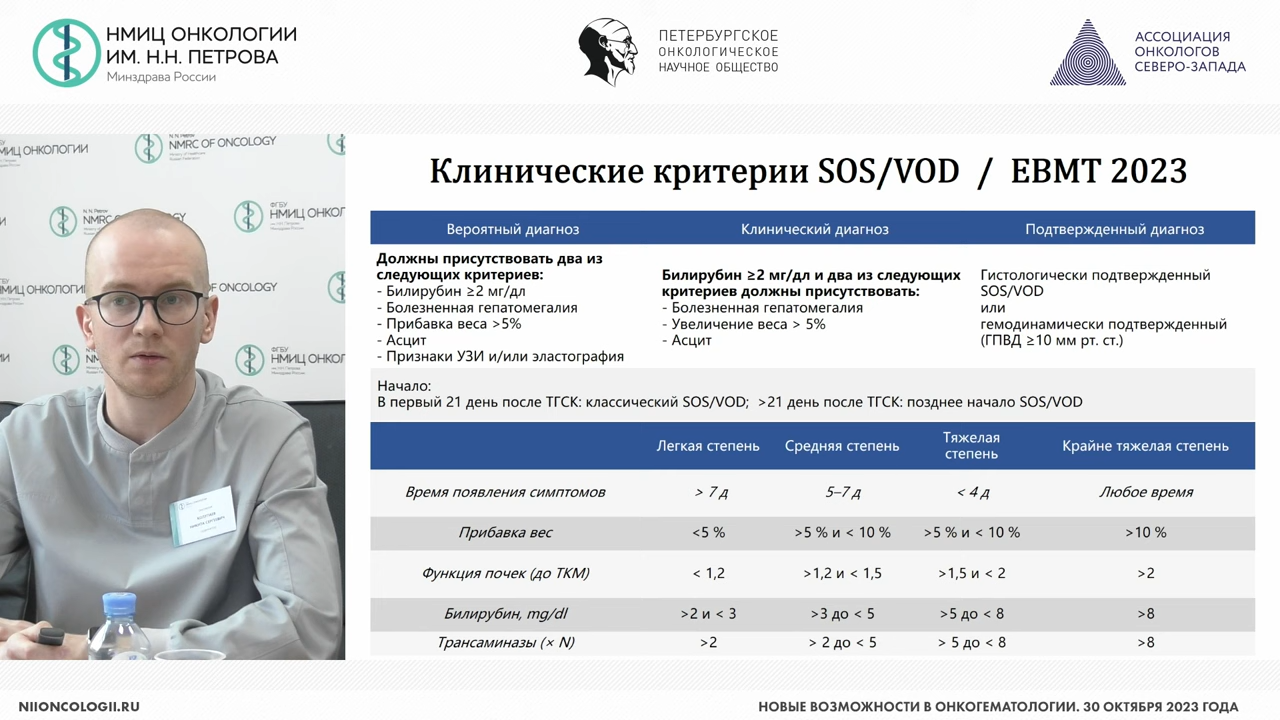 НМИЦ ОНКОЛОГИИ
ИМ. Н.Н. ПЕТРОВА
Минздрава России
ПЕТЕРБУРГСКОЕ
ОНКОЛОГИЧЕСКОЕ
НАУЧНОЕ ОБЩЕСТВО
АССОЦИАЦИЯ
ОНКОЛОГОВ
СЕВЕРО-ЗАПАДА
NMRC OF ONCOLOGY
Клинические критерии SOS/VOD / EBMT 2023
Вероятный диагноз
Клинический диагноз
Подтвержденный диагноз
Должны присутствовать два из
следующих критериев:
- Билирубин ≥2 мг/дл
- Болезненная гепатомегалия
- Прибавка веса >5%
- Асцит
- Признаки УЗИ и/или эластография
Билирубин ≥2 мг/дл и два из следующих
критериев должны присутствовать:
- Болезненная гепатомегалия
- Увеличение веса > 5%
- Асцит
Гистологически подтвержденный
SOS/VOD
или
гемодинамически подтвержденный
(ГПВД ≥10 мм рт. ст.)
Начало:
В первый 21 день после ТГСК: классический SOS/VOD; >21 день после ТГСК: позднее начало SOS/VOD
Легкая степень Средняя степень Тяжелая степень Крайне тяжелая степень
Время появления симптомов > 7 д 5–7 д < 4 д Любое время
Прибавка вес <5 % >5 % и < 10 % >5 % и < 10 % >10 %
Функция почек (до ТКМ) < 1,2 >1,2 и < 1,5 >1,5 и < 2 >2
Билирубин, mg/dl >2 и < 3 >3 до < 5 >5 до < 8 >8
Трансаминазы (× N) >2 > 2 до < 5 > 5 до < 8 >8
NIIONCOLOGII.RU
НОВЫЕ ВОЗМОЖНОСТИ В ОНКОГЕМАТОЛОГИИ. 30 ОКТЯБРЯ 2023 ГОДА